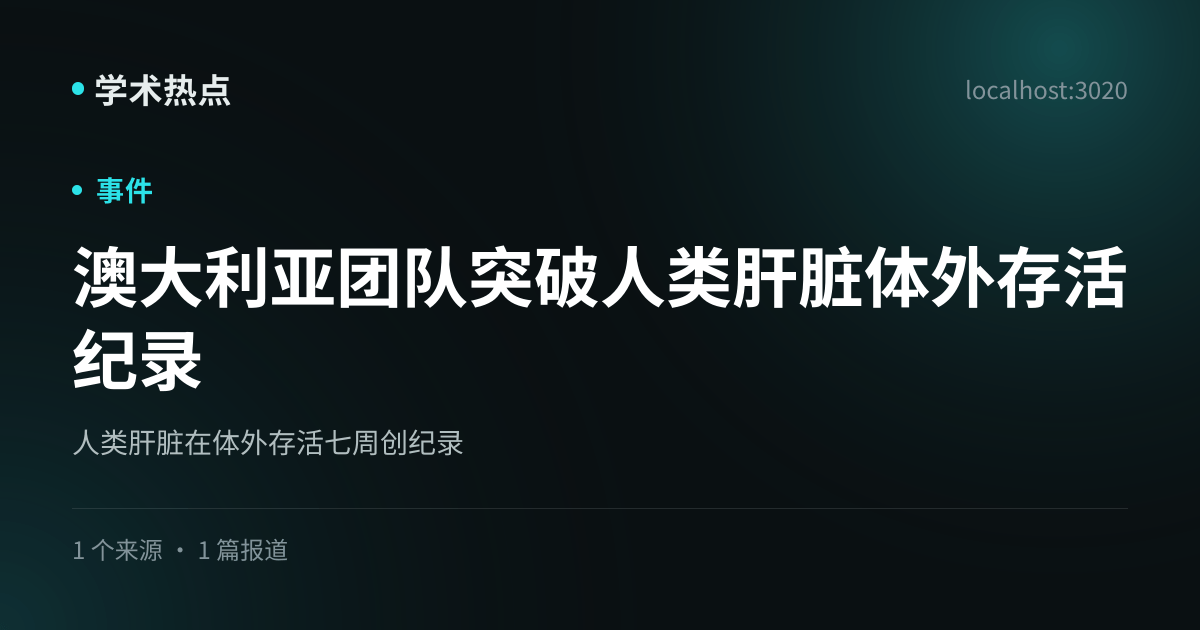 学术热点
localhost:3020
事件
澳大利亚团队突破人类肝脏体外存活
纪录
人类肝脏在体外存活七周创纪录
1 个来源 · 1 篇报道